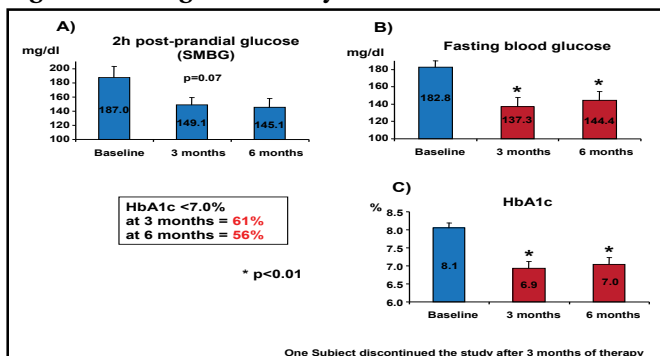 A)
2h post-prandial glucose
(SMBG)
mg/dl
200
180
160
140
120
100
p=0.07
187.0
149.1
145.1
Baseline
3 months
6 months
B)
Fasting blood glucose
mg/dl
180
160
140
120
100
*
*
182.8
137.3
144.4
Baseline
3 months
6 months
HbA1c <7.0%
at 3 months = 61%
at 6 months = 56%
* p<0.01
C)
HbA1c
%
8.5
8.0
7.5
7.0
6.5
6.0
*
*
8.1
6.9
7.0
Baseline
3 months
6 months
One Subject discontinued the study after 3 months of therapy